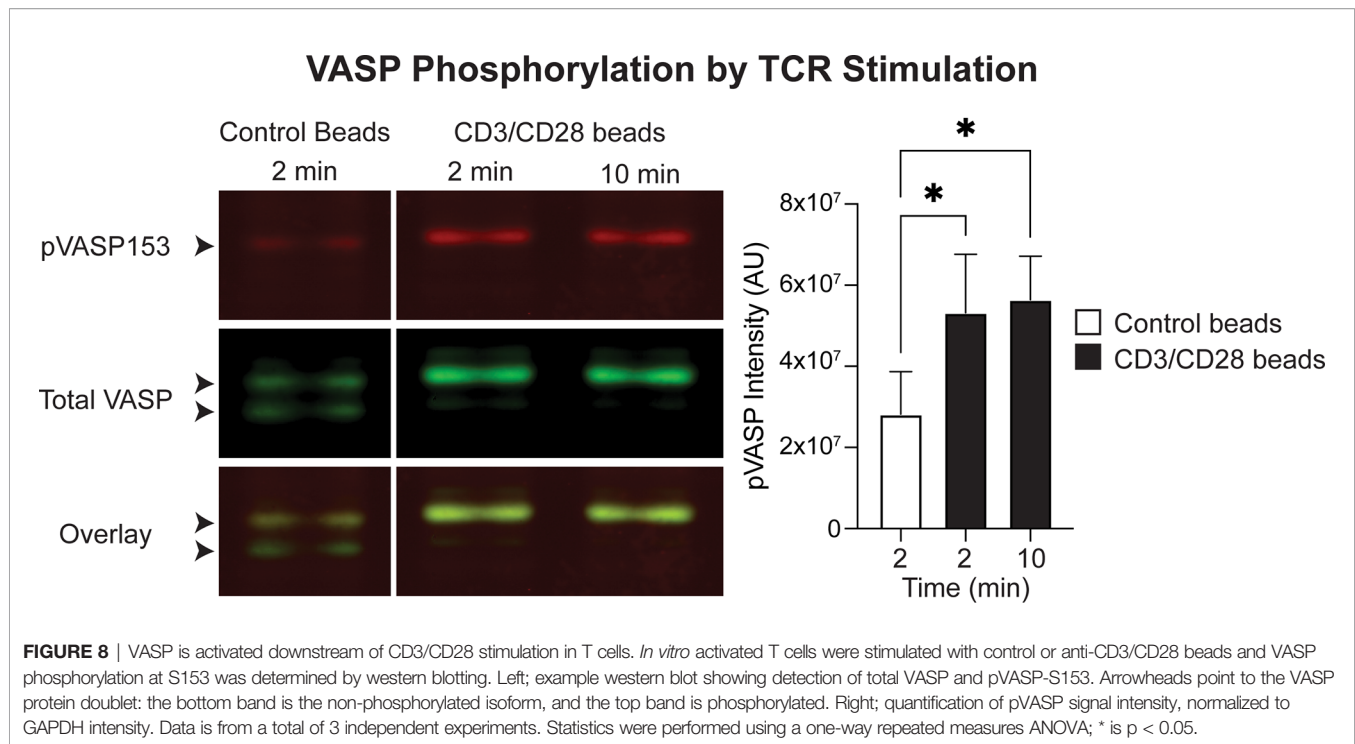 VASP Phosphorylation by TCR Stimulation
Control Beads
CD3/CD28 beads
2 min
2 min
10 min
pVASP153
Total VASP
Overlay
*
*
pVASP Intensity (AU)
8x10⁷
6x10⁷
4x10⁷
2x10⁷
0
2
2
10
Time (min)
Control beads
CD3/CD28 beads
FIGURE 8 | VASP is activated downstream of CD3/CD28 stimulation in T cells. In vitro activated T cells were stimulated with control or anti-CD3/CD28 beads and VASP
phosphorylation at S153 was determined by western blotting. Left; example western blot showing detection of total VASP and pVASP-S153. Arrowheads point to the VASP
protein doublet: the bottom band is the non-phosphorylated isoform, and the top band is phosphorylated. Right; quantification of pVASP signal intensity, normalized to
GAPDH intensity. Data is from a total of 3 independent experiments. Statistics were performed using a one-way repeated measures ANOVA; * is p < 0.05.